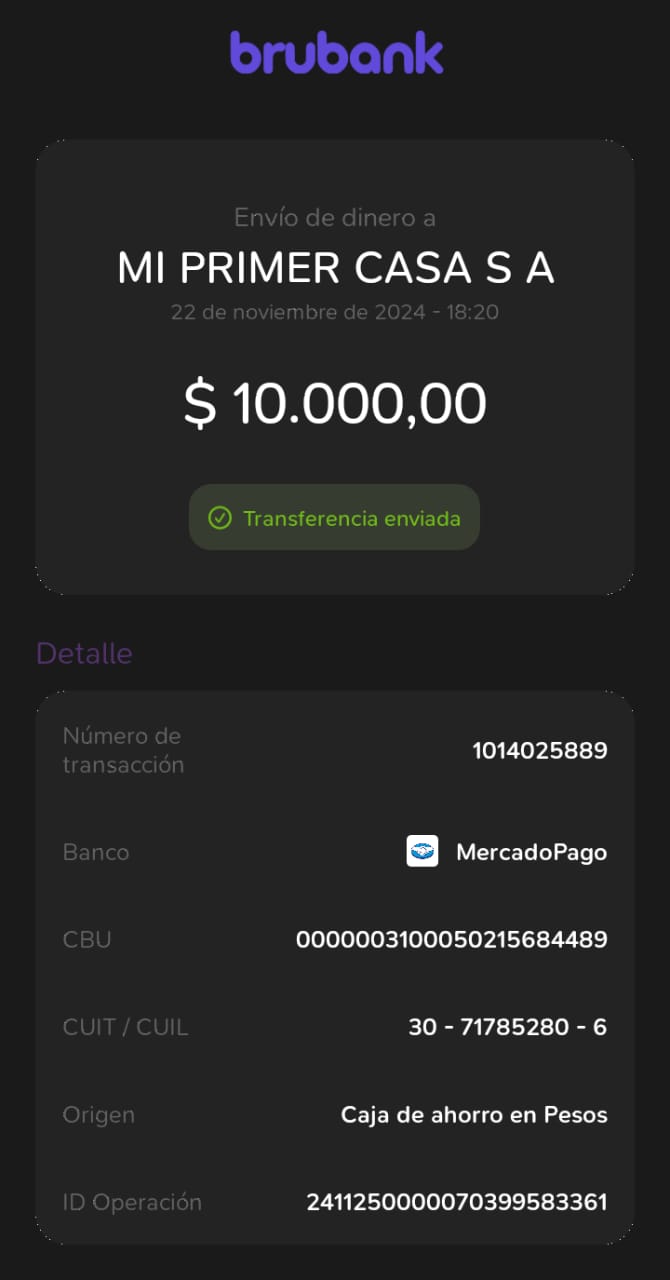 brubank
Envío de dinero a
MI PRIMER CASA S A
22 de noviembre de 2024 - 18:20
$ 10.000,00
Transferencia enviada
Detalle
Número de
transacción
1014025889
Banco
MercadoPago
CBU
0000003100050215684489
CUIT / CUIL
30 - 71785280 - 6
Origen
Caja de ahorro en Pesos
ID Operación
2411250000070399583361